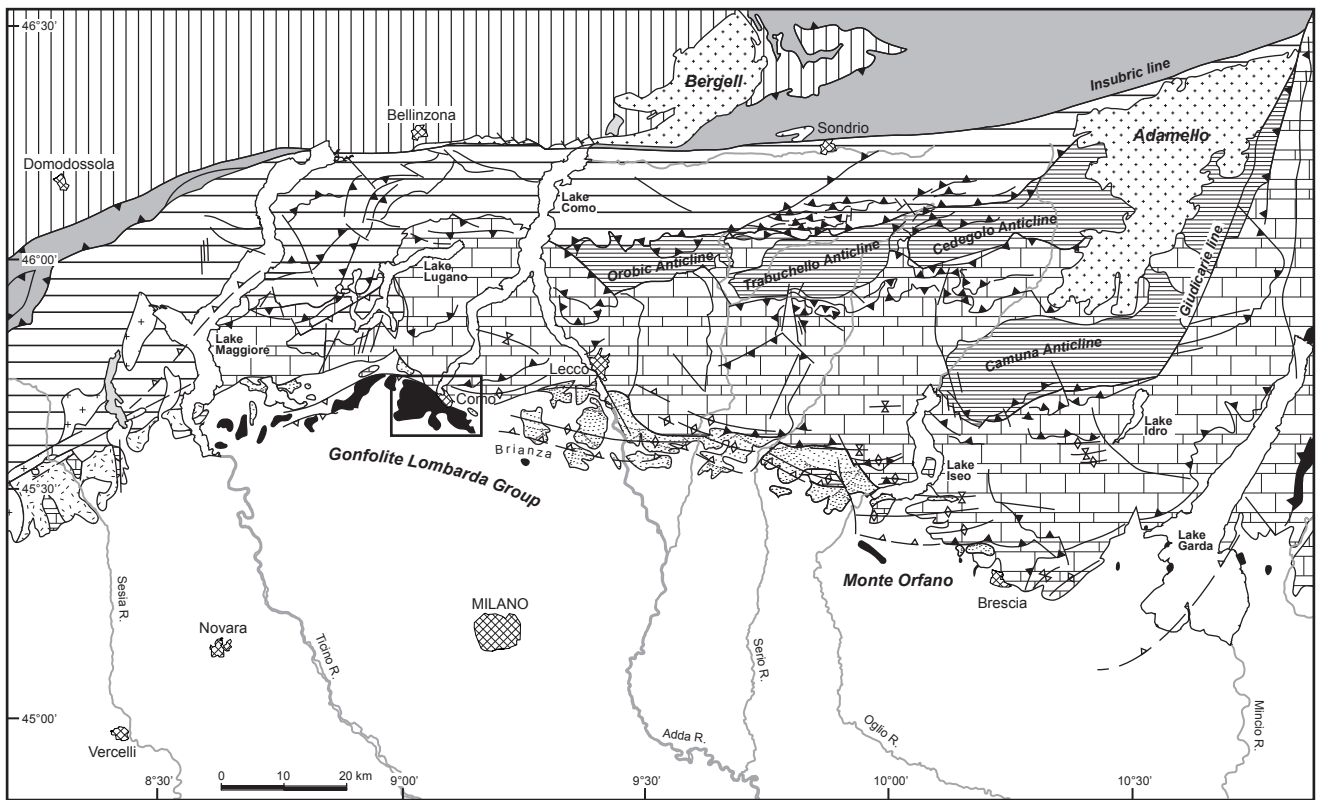 46°30'
Bergell
Insubric line
Bellinzona
Sondrio
Adamello
Domodossola
Lake
Como
Cedegolo Anticline
46°00'
Orobic Anticline
Trabuchello Anticline
Lake
Lugano
Giudicarie line
Lake
Maggiore
Camuna Anticline
Lecco
Como
Lake
Idro
Gonfolite Lombarda Group
Brianza
Lake
Iseo
45°30'
Lake
Garda
Monte Orfano
Brescia
Sesia R.
MILANO
Novara
Ticino R.
Serio R.
45°00'
Vercelli
Adda R.
Oglio R.
Mincio R.
0 10 20 km
8°30'
9°00'
9°30'
10°00'
10°30'